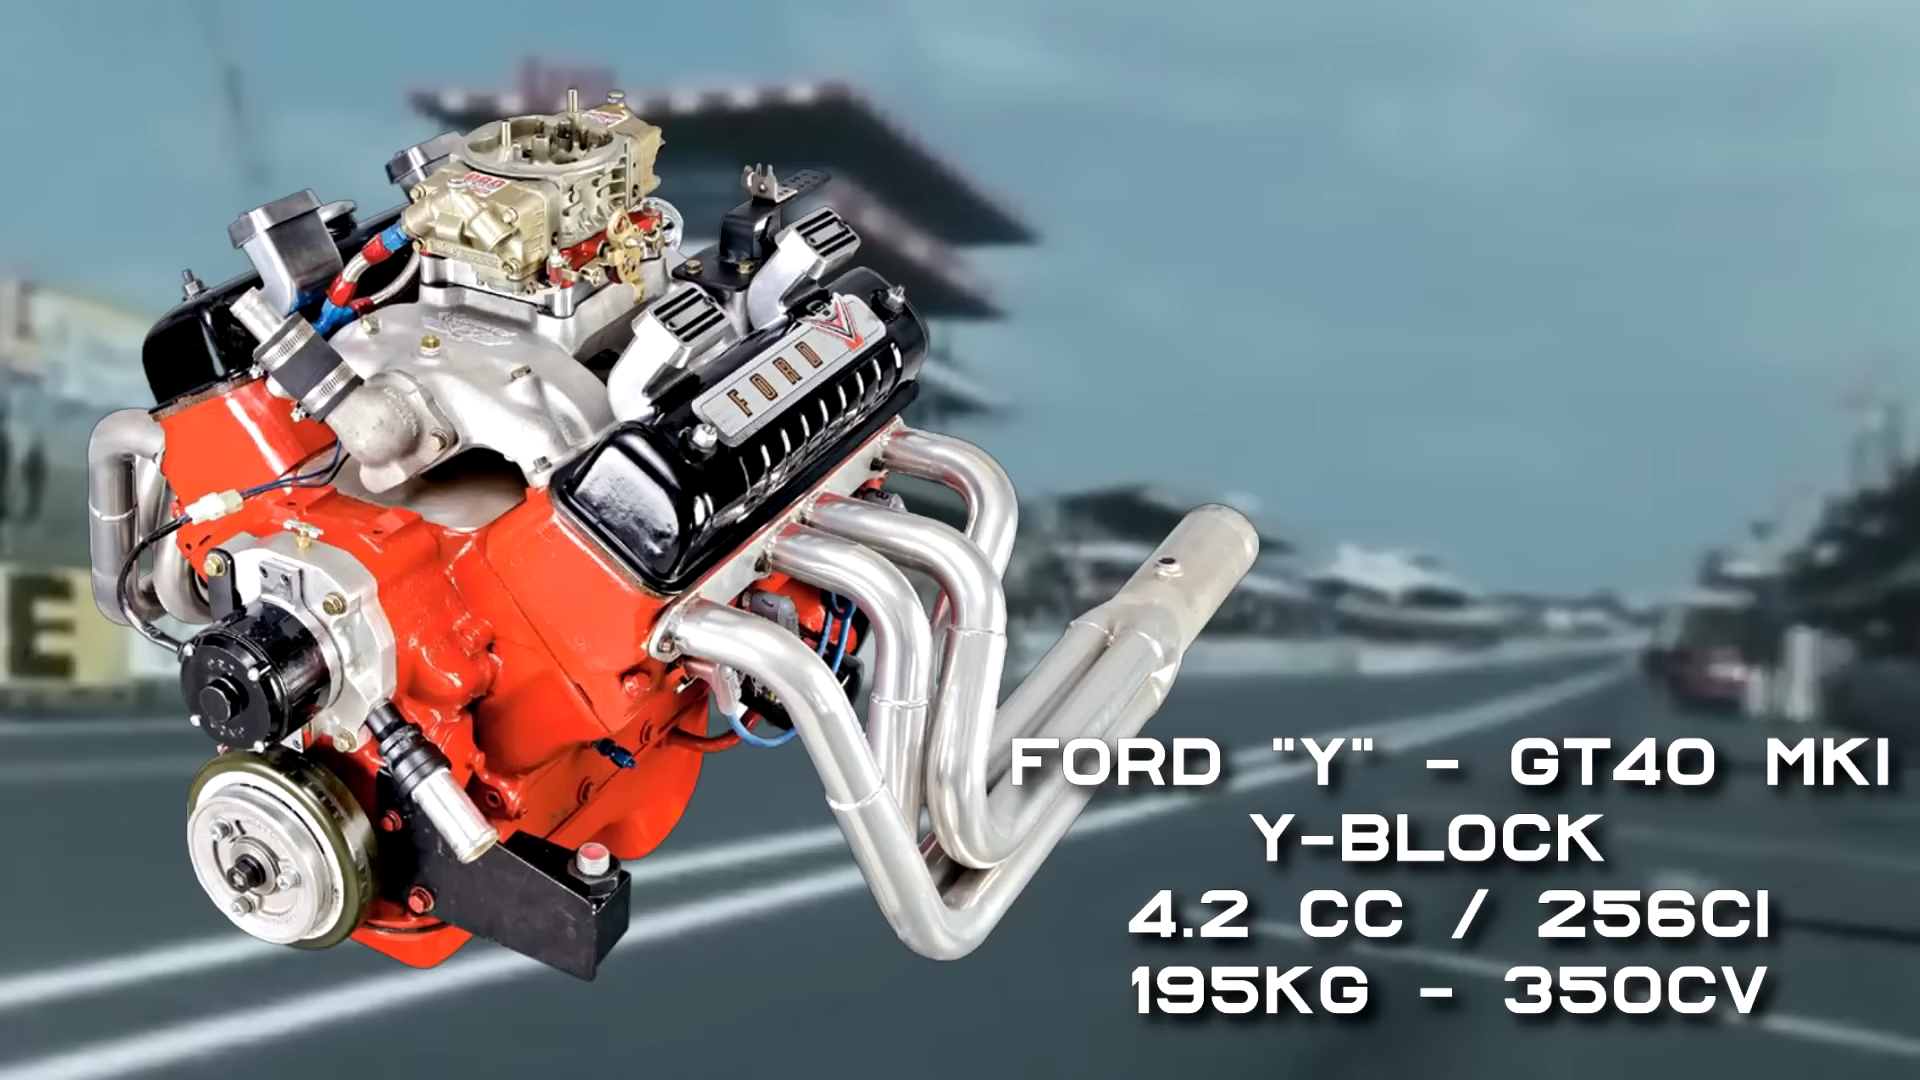 FORD V
E
FORD "Y" - GT40 MKI
Y-BLOCK
4.2 CC / 256CI
195KG - 350CV